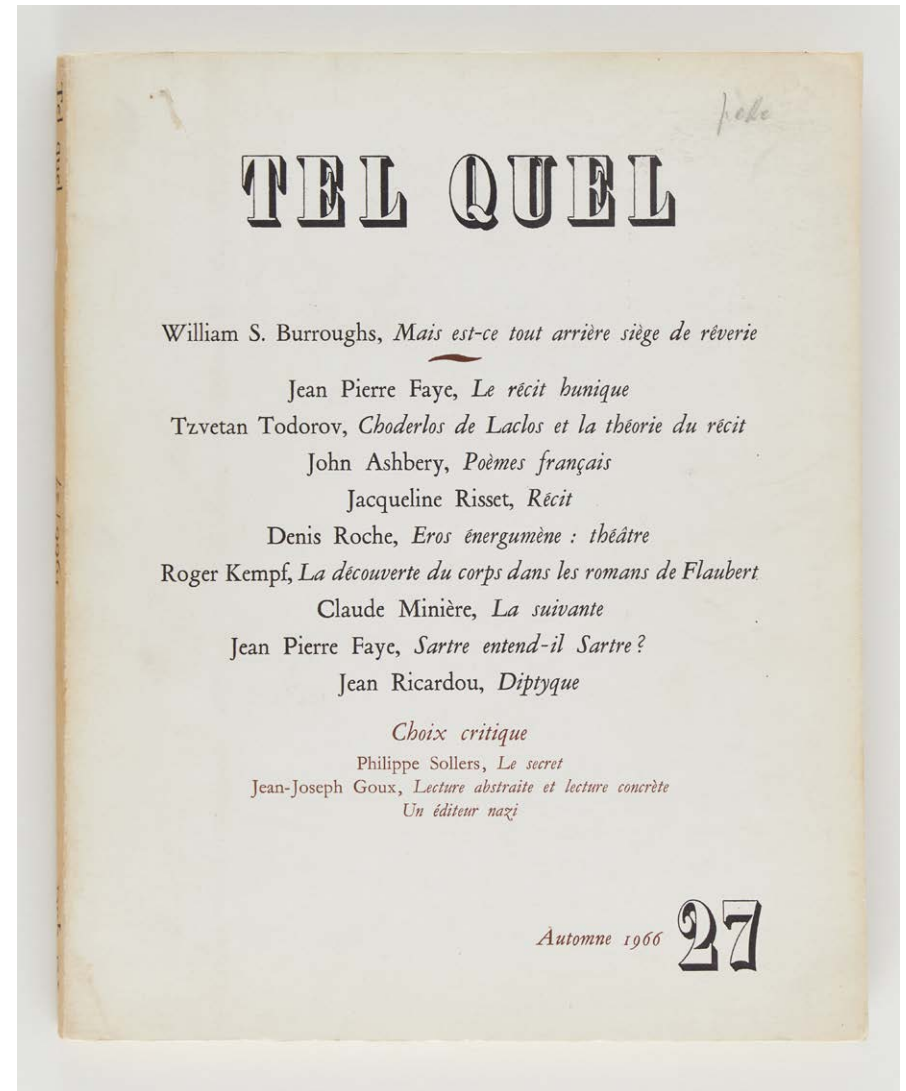 TEL QUEL
William S. Burroughs, Mais est-ce tout arrière siège de rêverie
Jean Pierre Faye, Le récit hunique
Tzvetan Todorov, Choderlos de Laclos et la théorie du récit
John Ashbery, Poèmes français
Jacqueline Risset, Récit
Denis Roche, Eros énergumène : théâtre
Roger Kempf, La découverte du corps dans les romans de Flaubert
Claude Minière, La suivante
Jean Pierre Faye, Sartre entend-il Sartre ?
Jean Ricardou, Diptyque
Choix critique
Philippe Sollers, Le secret
Jean-Joseph Goux, Lecture abstraite et lecture concrète
Un éditeur nazi
Automne 1966 27